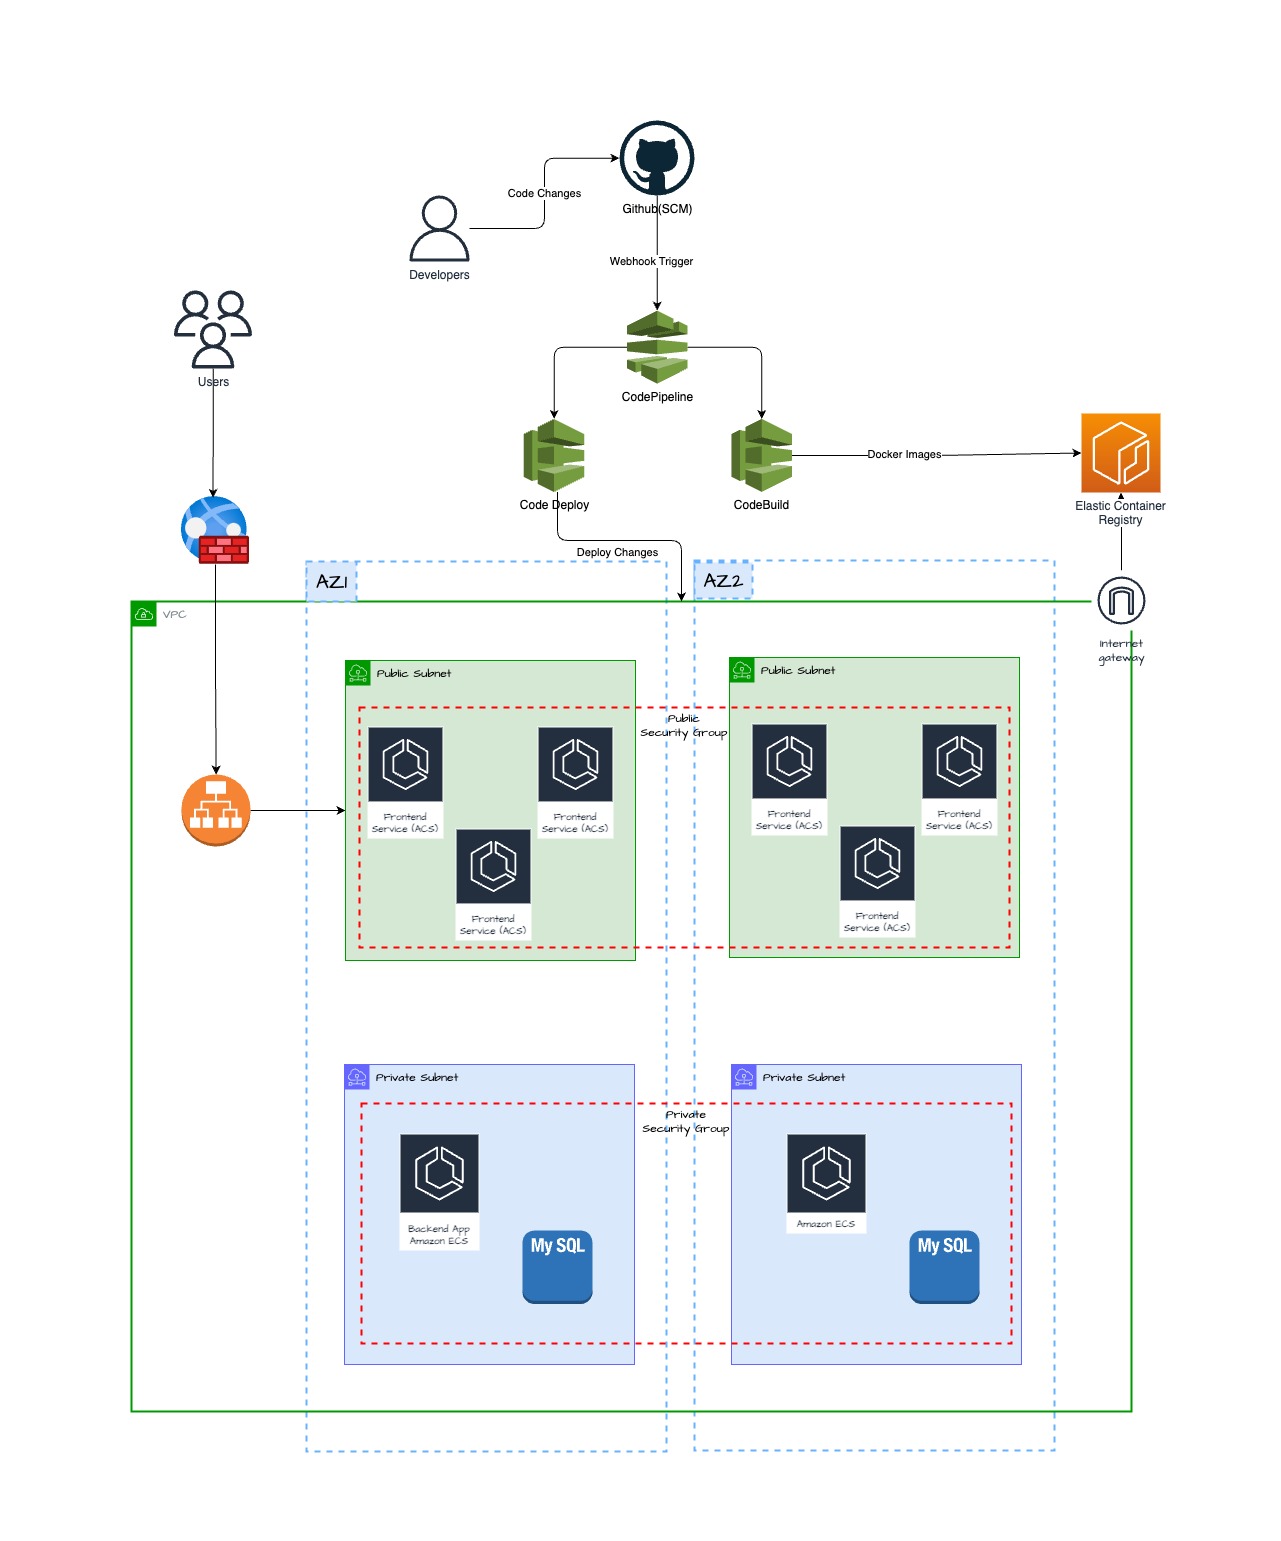 Code Changes
Github(SCM)
Developers
Webhook Trigger
Users
CodePipeline
Code Deploy
CodeBuild
Docker Images
Elastic Container
Registry
Deploy Changes
AZ1
AZ2
VPC
Internet
gateway
Public Subnet
Public Subnet
Public
Security Group
Frontend
Service (ACS)
Frontend
Service (ACS)
Frontend
Service (ACS)
Frontend
Service (ACS)
Frontend
Service (ACS)
Frontend
Service (ACS)
Private Subnet
Private Subnet
Private
Security Group
Backend App
Amazon ECS
My SQL
Amazon ECS
My SQL